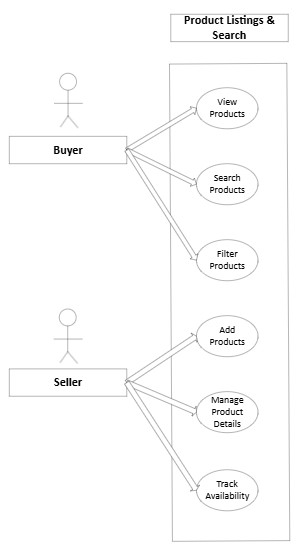 Product Listings &
Search
View
Products
Buyer
Search
Products
Filter
Products
Add
Products
Seller
Manage
Product
Details
Track
Availability